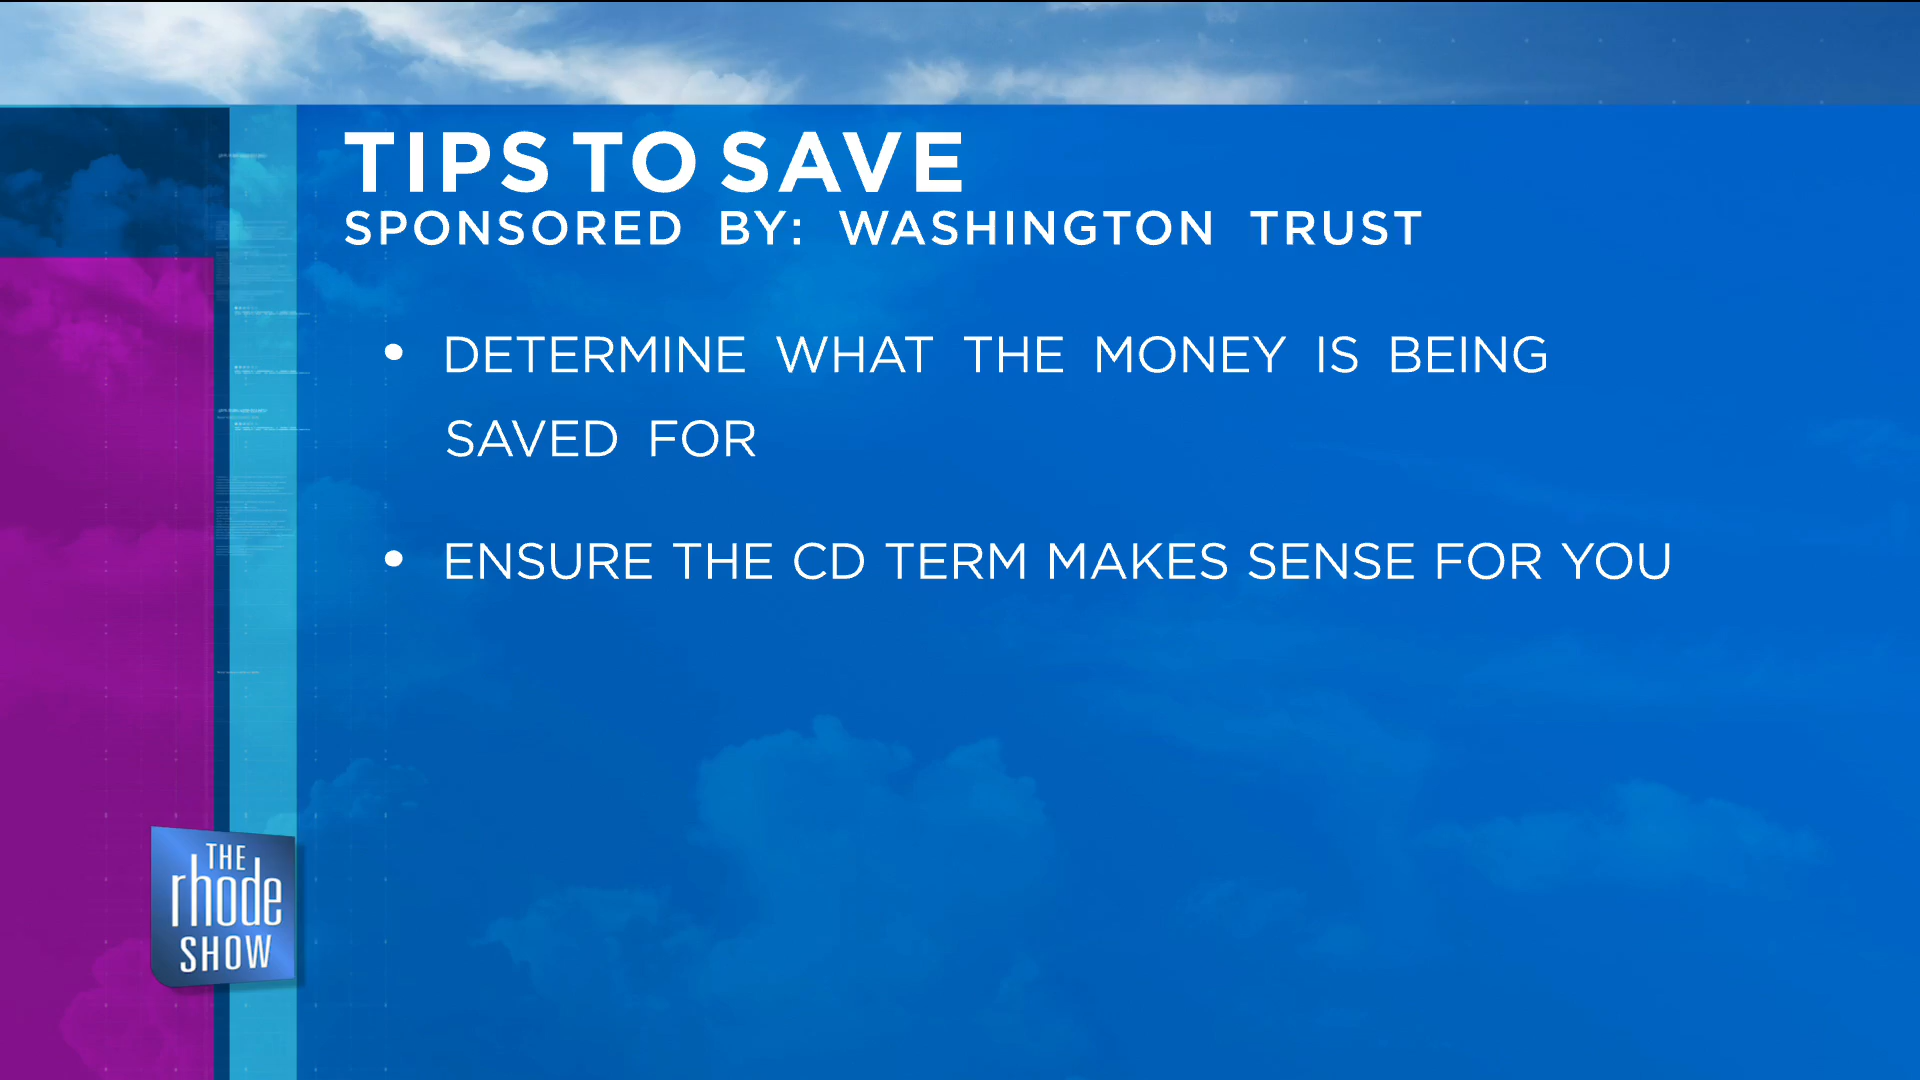 TIPS TO SAVE
SPONSORED BY: WASHINGTON TRUST
• DETERMINE WHAT THE MONEY IS BEING
SAVED FOR
• ENSURE THE CD TERM MAKES SENSE FOR YOU
THE
rhode
SHOW